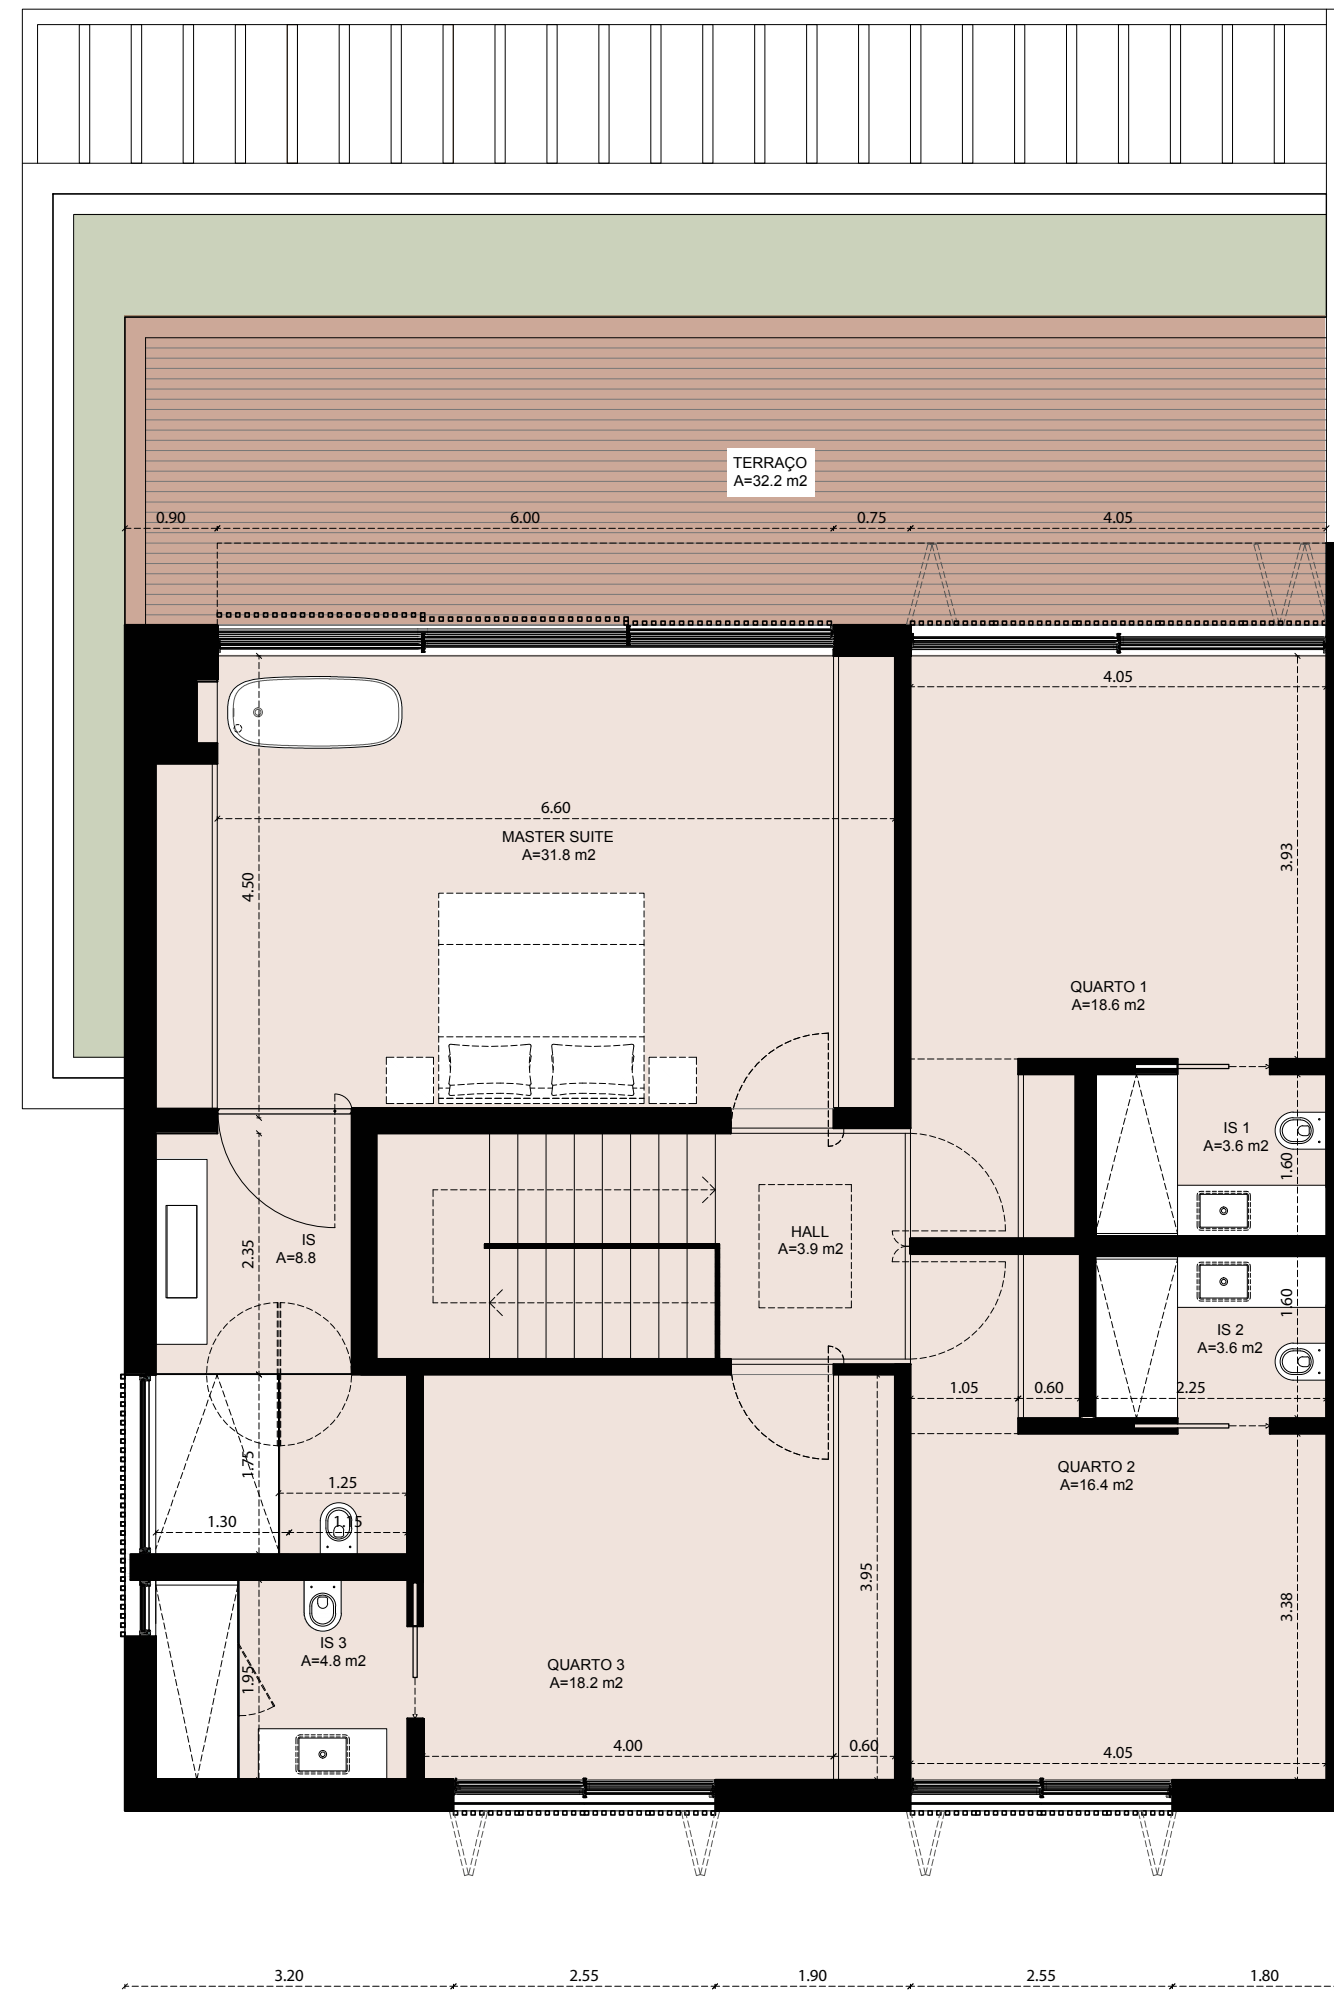 TERRAÇO
A=32.2 m2
0.90
6.00
0.75
4.05
4.05
6.60
MASTER SUITE
A=31.8 m2
4.50
3.93
QUARTO 1
A=18.6 m2
IS 1
A=3.6 m2
1.60
HALL
A=3.9 m2
IS
A=8.8
2.35
1.60
IS 2
A=3.6 m2
1.05
0.60
2.25
1.75
1.25
1.30
1.15
QUARTO 2
A=16.4 m2
3.95
3.38
IS 3
A=4.8 m2
1.95
QUARTO 3
A=18.2 m2
4.00
0.60
4.05
3.20
2.55
1.90
2.55
1.80